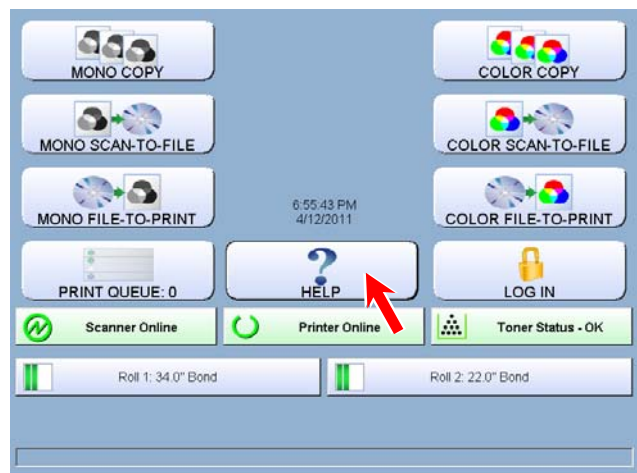 MONO COPY
COLOR COPY
MONO SCAN-TO-FILE
COLOR SCAN-TO-FILE
MONO FILE-TO-PRINT
6:55:43 PM
4/12/2011
COLOR FILE-TO-PRINT
PRINT QUEUE: 0
HELP
LOG IN
Scanner Online
Printer Online
Toner Status - OK
Roll 1: 34.0" Bond
Roll 2: 22.0" Bond